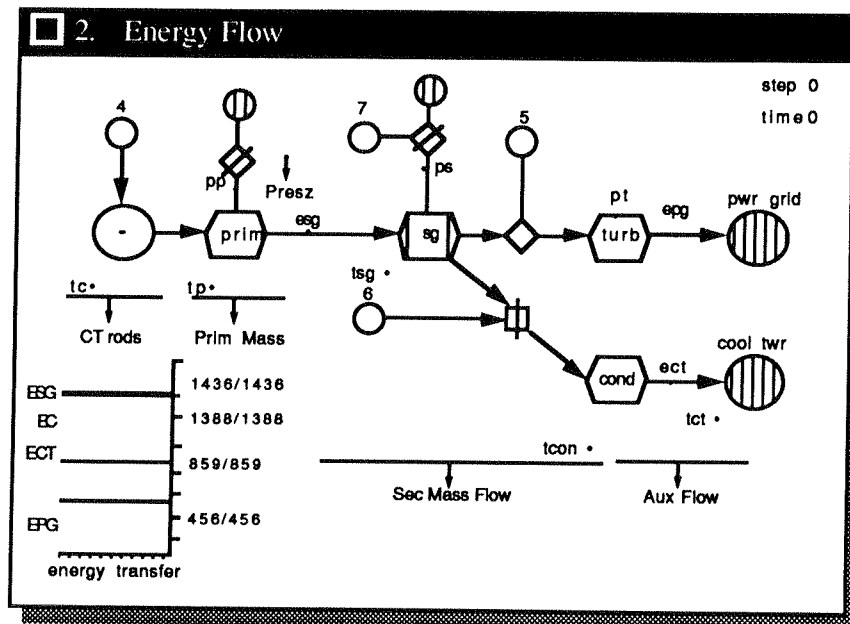 2. Energy Flow
step 0
time 0
4
7
5
pp
ps
Presz
pt
pwr grid
-
prim
esg
sg
turb
epg
tc
tp
tsg
6
CT rods
Prim Mass
cool twr
cond
ect
tct
ESG
1436/1436
EC
1388/1388
ECT
859/859
EPG
456/456
energy transfer
tcon
Sec Mass Flow
Aux Flow